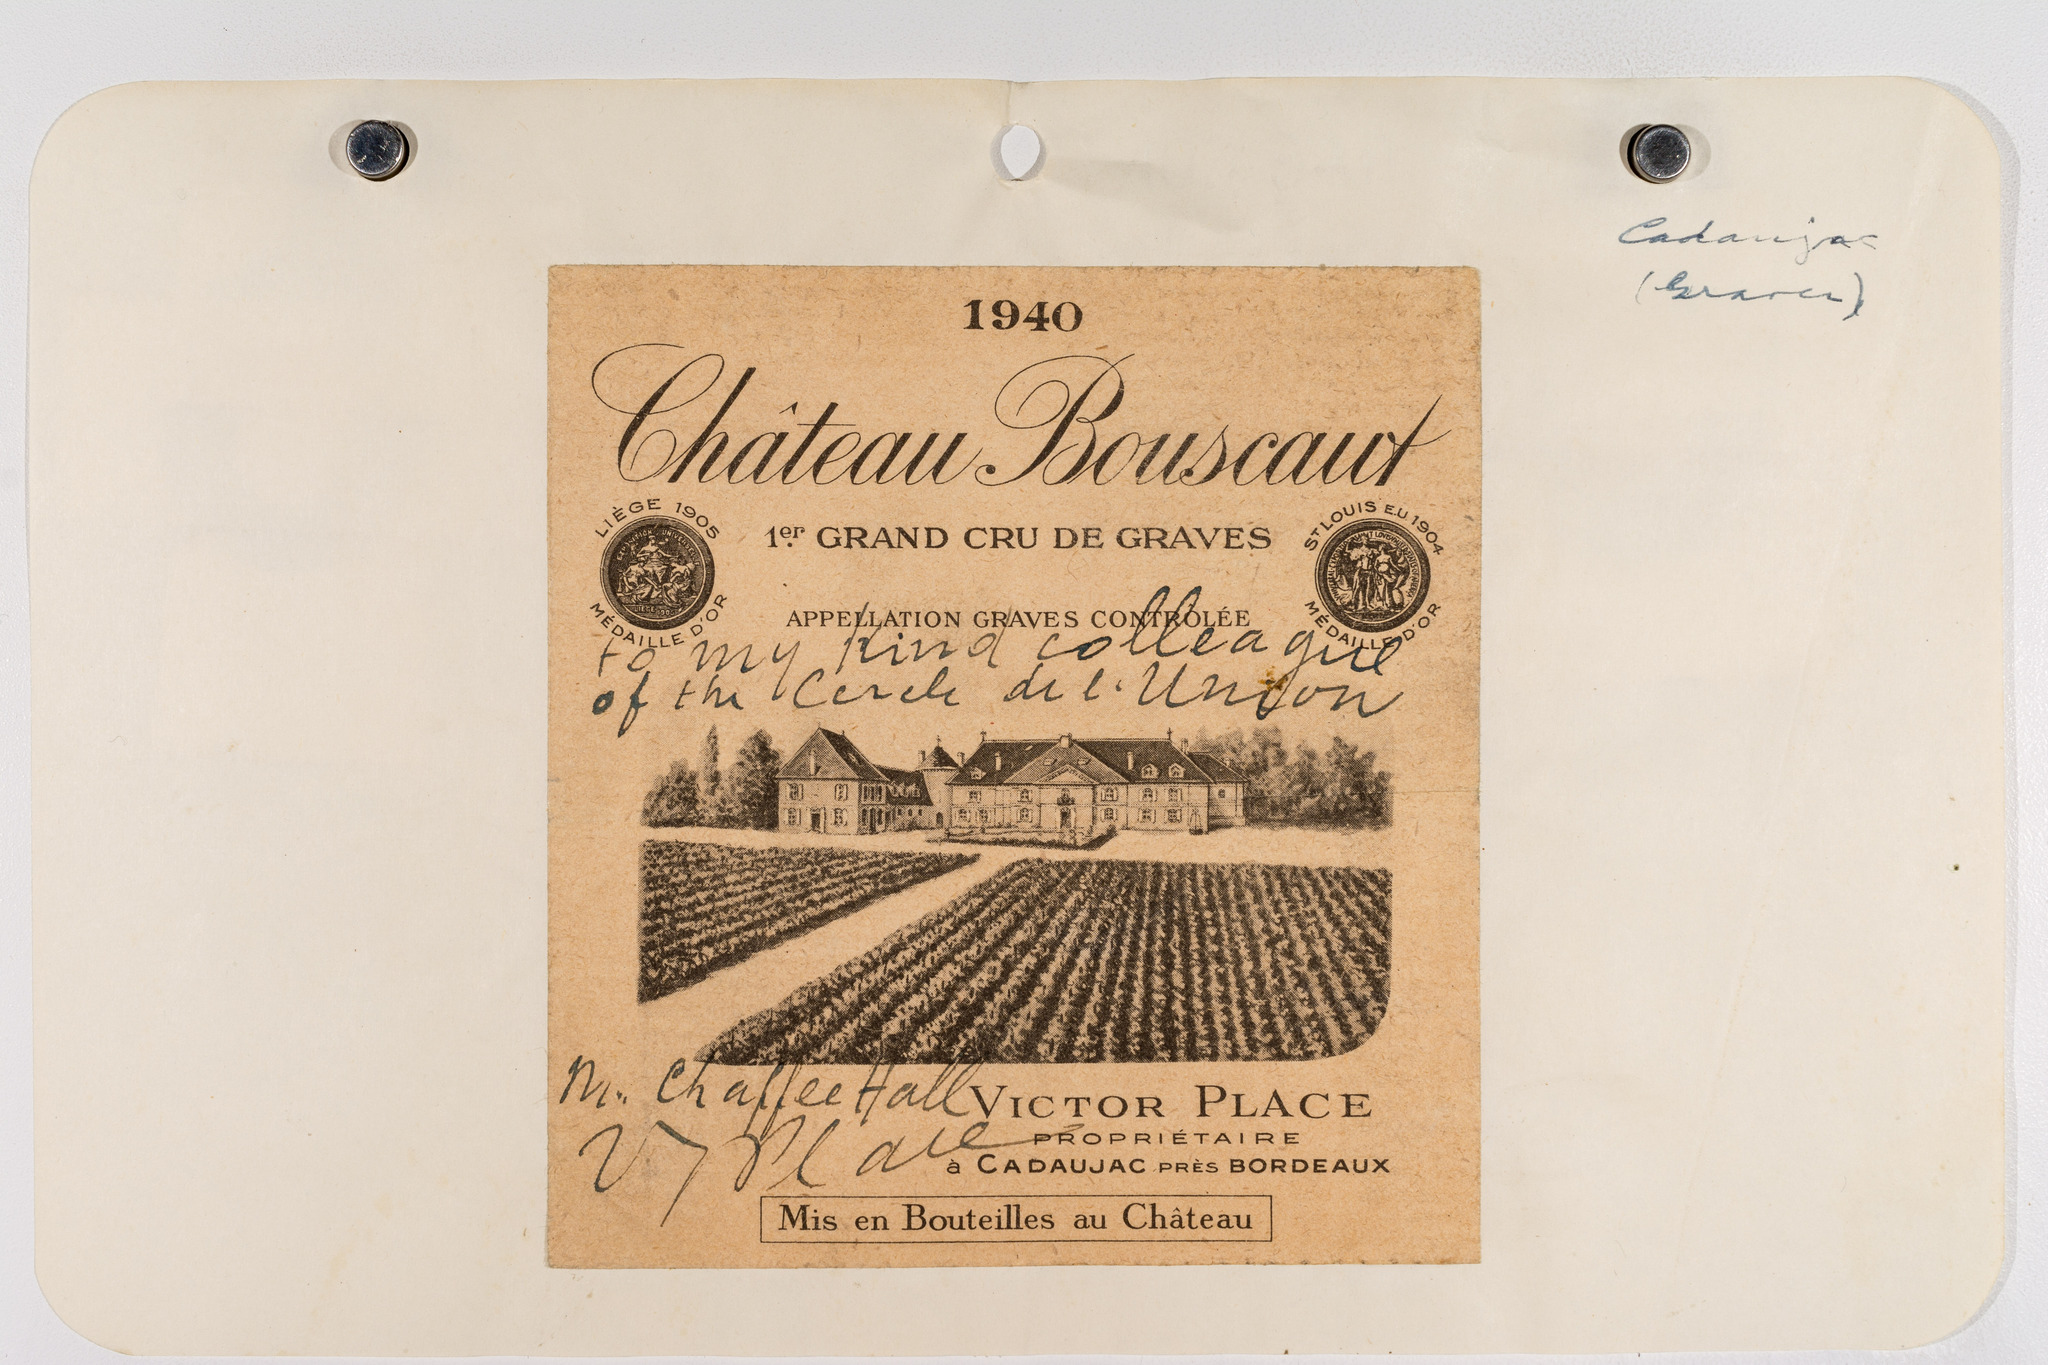 Cadaujac
(Graves)
1940
Château Bouscaut
LIÈGE 1905
MÉDAILLE D'OR
1er GRAND CRU DE GRAVES
ST LOUIS E.U 1904
MÉDAILLE D'OR
APPELLATION GRAVES CONTRÔLÉE
to my kind colleague
of the Cercle de l'Union
Mr. Chaffee Hall
VICTOR PLACE
V Place
PROPRIÉTAIRE
à CADAUJAC PRÈS BORDEAUX
Mis en Bouteilles au Château